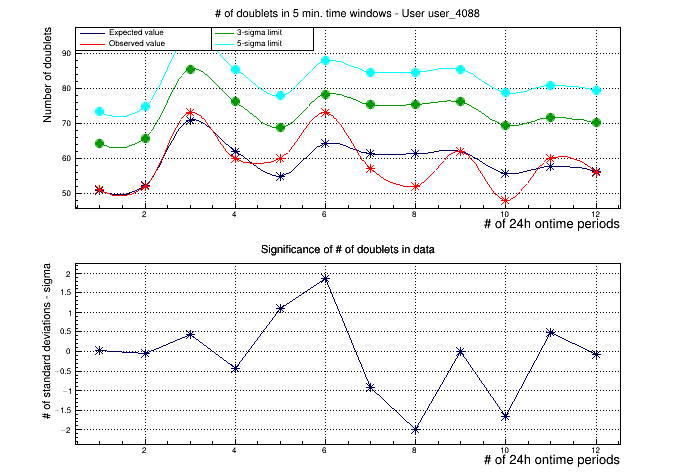 # of doublets in 5 min. time windows - User user_4088
Number of doublets
Expected value
Observed value
3-sigma limit
5-sigma limit
90
80
70
60
50
2 4 6 8 10 12
# of 24h ontime periods
Significance of # of doublets in data
# of standard deviations - sigma
2
1.5
1
0.5
0
−0.5
−1
−1.5
−2
2 4 6 8 10 12
# of 24h ontime periods